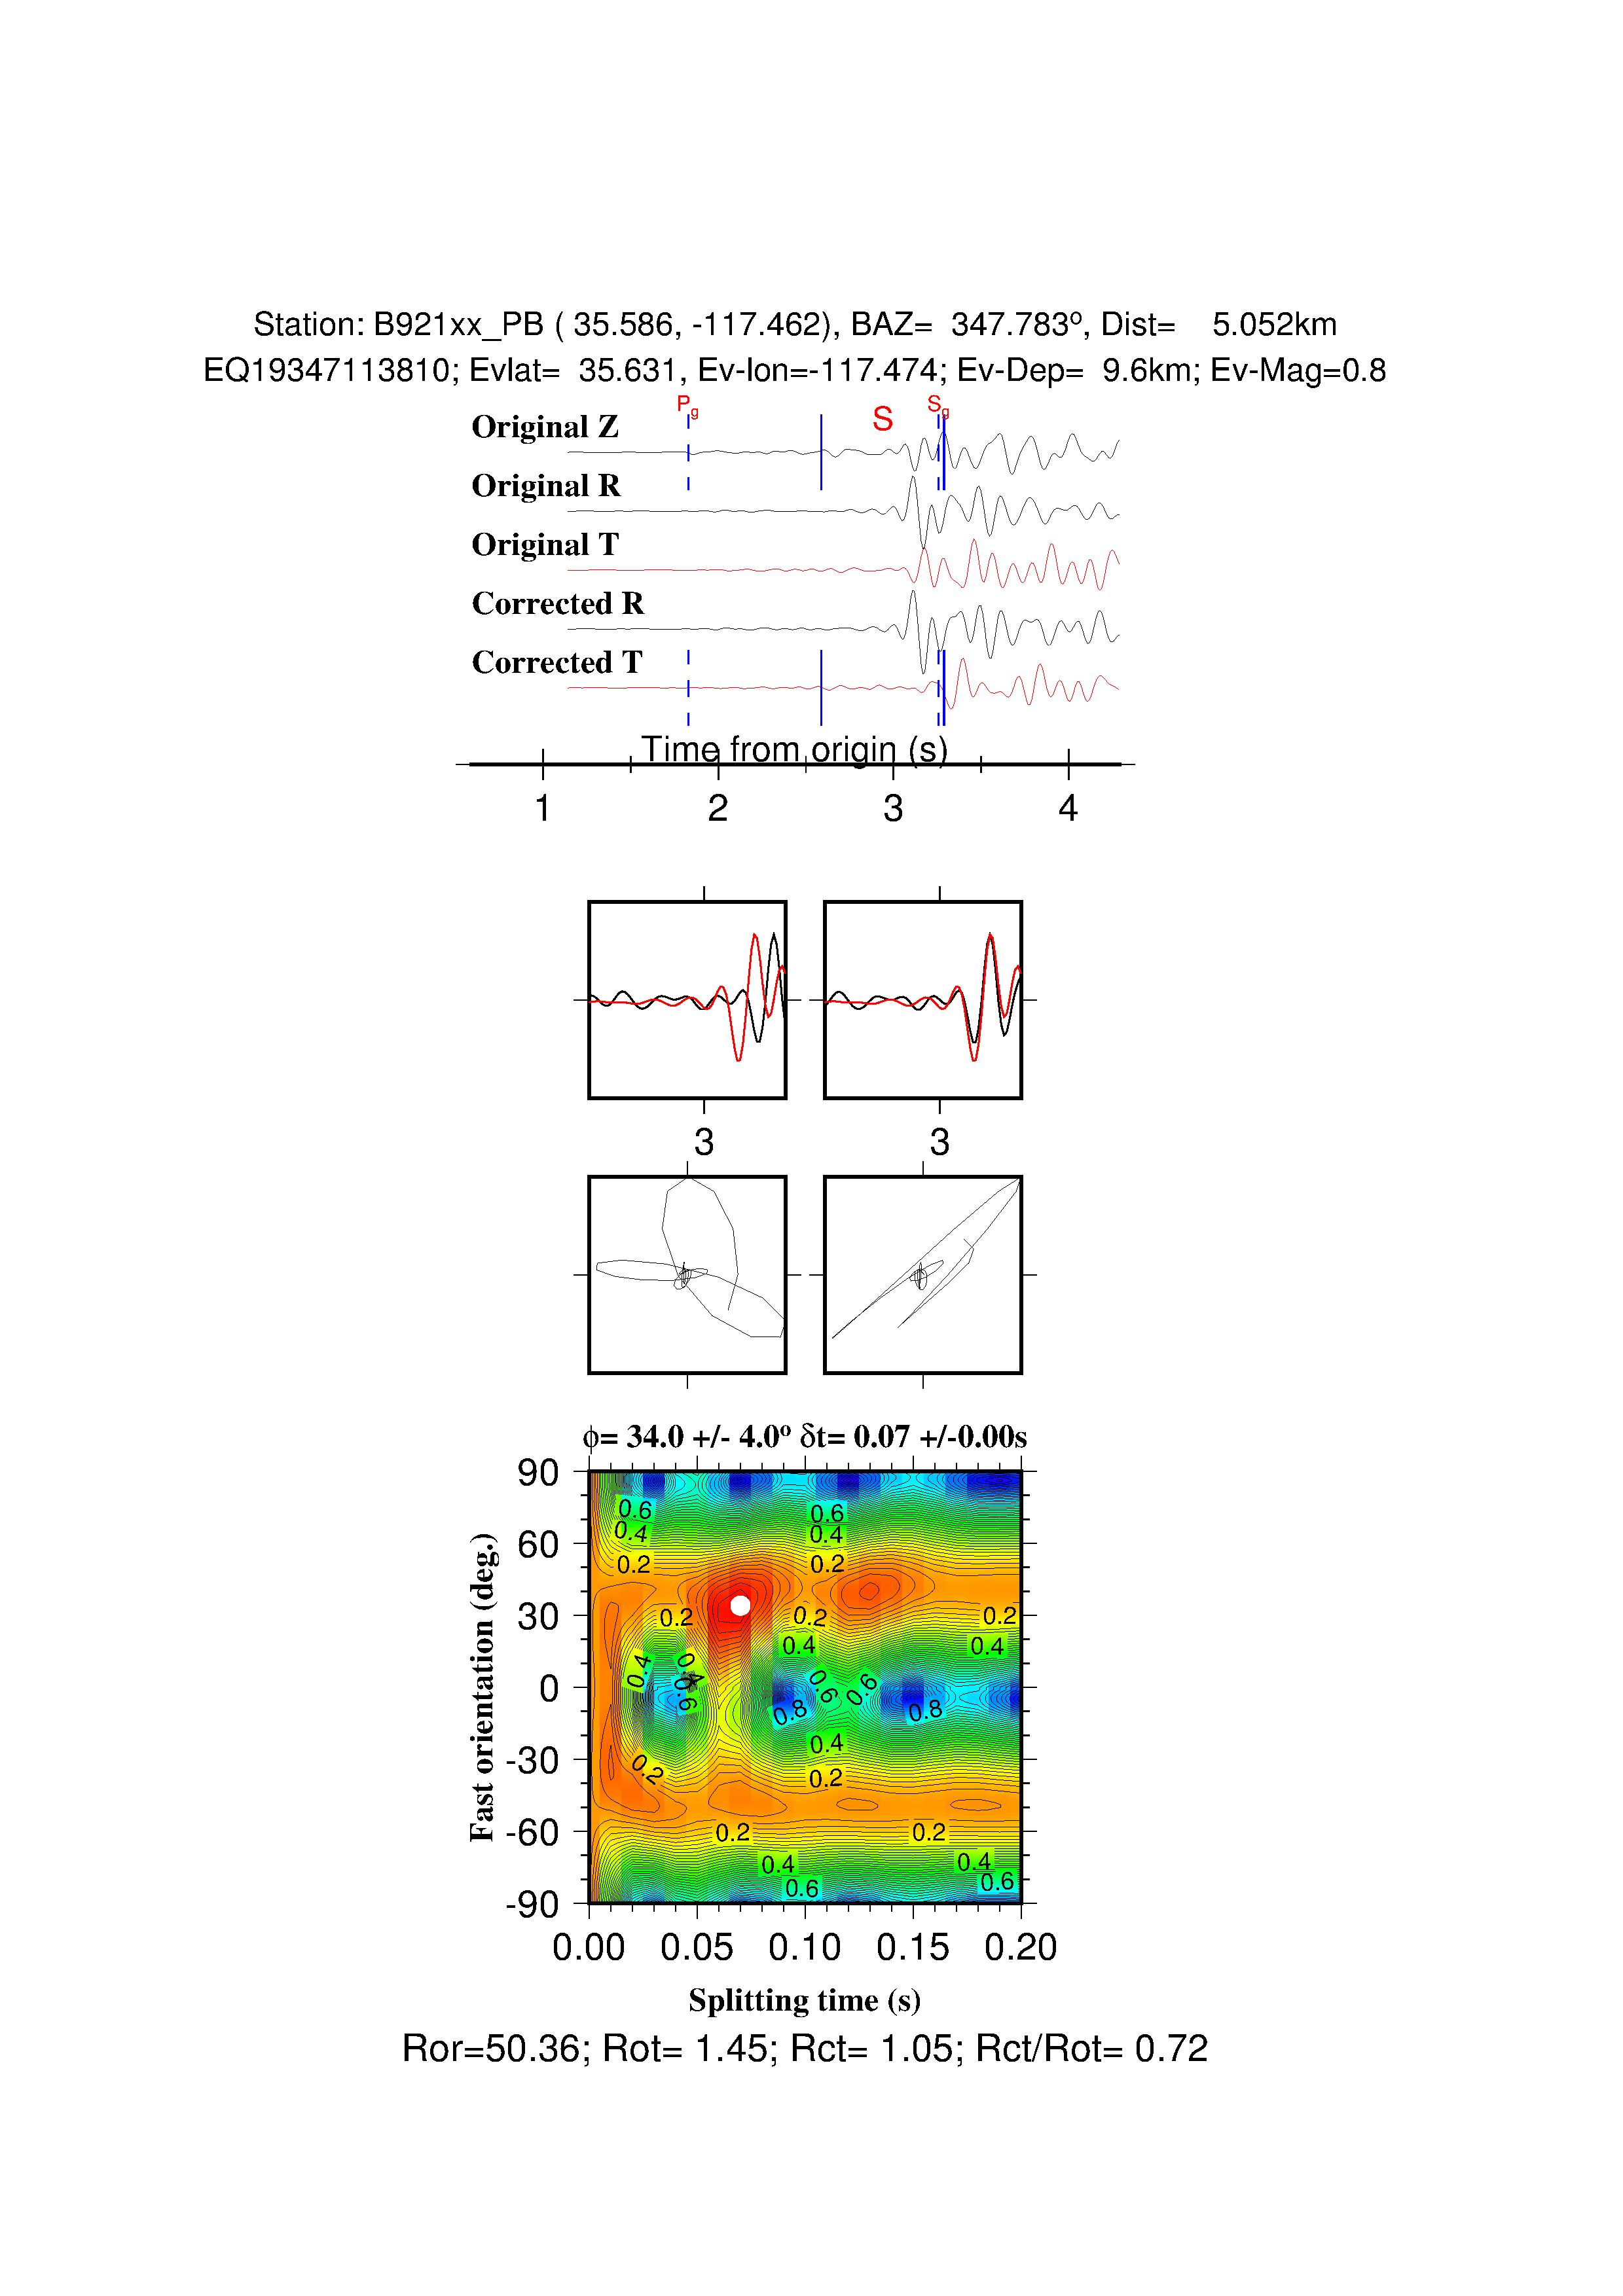 Station: B921xx_PB ( 35.586, -117.462), BAZ=  347.783º, Dist=    5.052km
EQ19347113810; Evlat=  35.631, Ev-lon=-117.474; Ev-Dep=  9.6km; Ev-Mag=0.8
Pg S Sg
Original Z
Original R
Original T
Corrected R
Corrected T
Time from origin (s)
1 2 3 4
3 3
ϕ= 34.0 +/- 4.0º δt= 0.07 +/-0.00s
90
0.6 0.6
0.4 0.4
60
0.2 0.2
30
0.2 0.2 0.2
0.4 0.4
0.4 0.4
0
0.6 0.6 0.6
0.8 0.8
0.4
-30
0.2 0.2
-60
0.2 0.2
0.4 0.4
0.6 0.6
-90
Fast orientation (deg.)
0.00 0.05 0.10 0.15 0.20
Splitting time (s)
Ror=50.36; Rot= 1.45; Rct= 1.05; Rct/Rot= 0.72